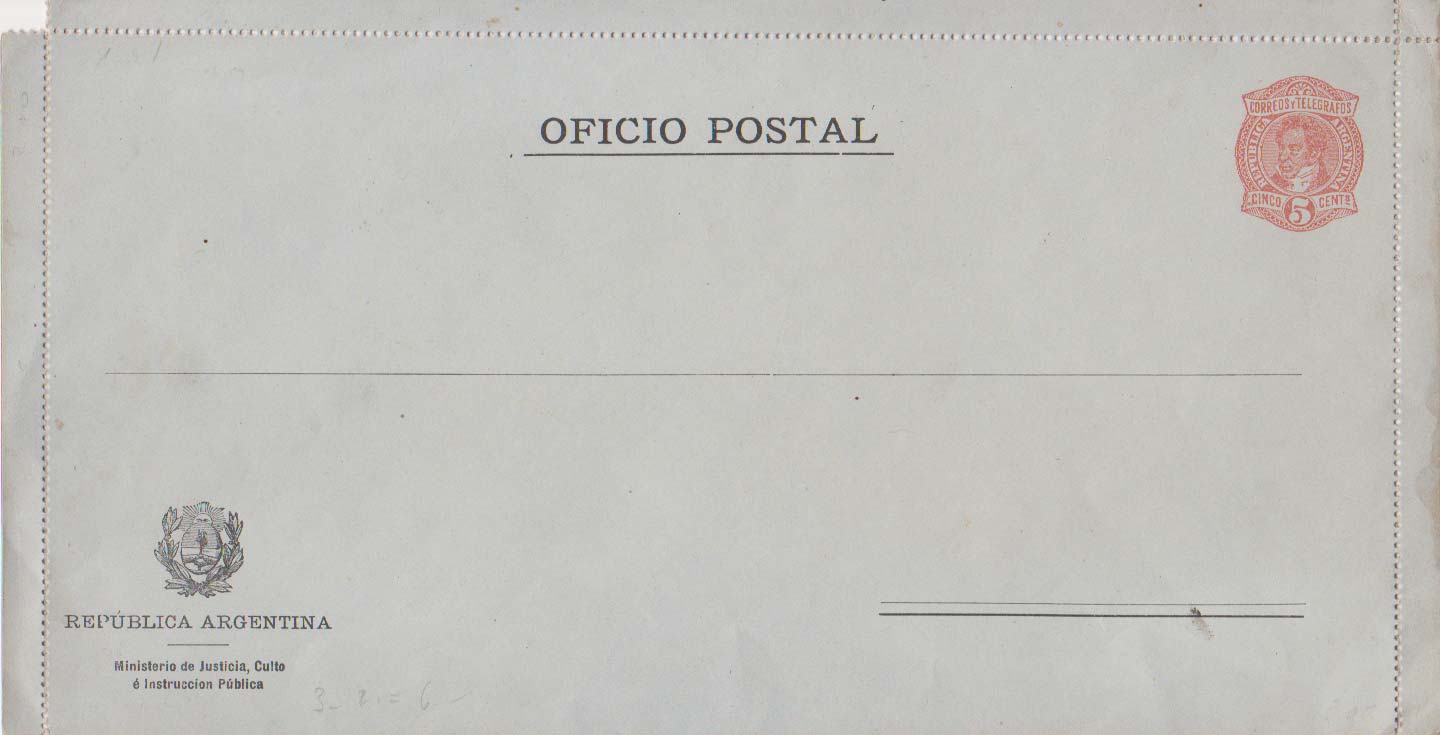 OFICIO POSTAL
CORREOS Y TELEGRAFOS
REPUBLICA ARGENTINA
CINCO 5 CENTS
REPÚBLICA ARGENTINA
Ministerio de Justicia, Culto
é Instruccion Pública